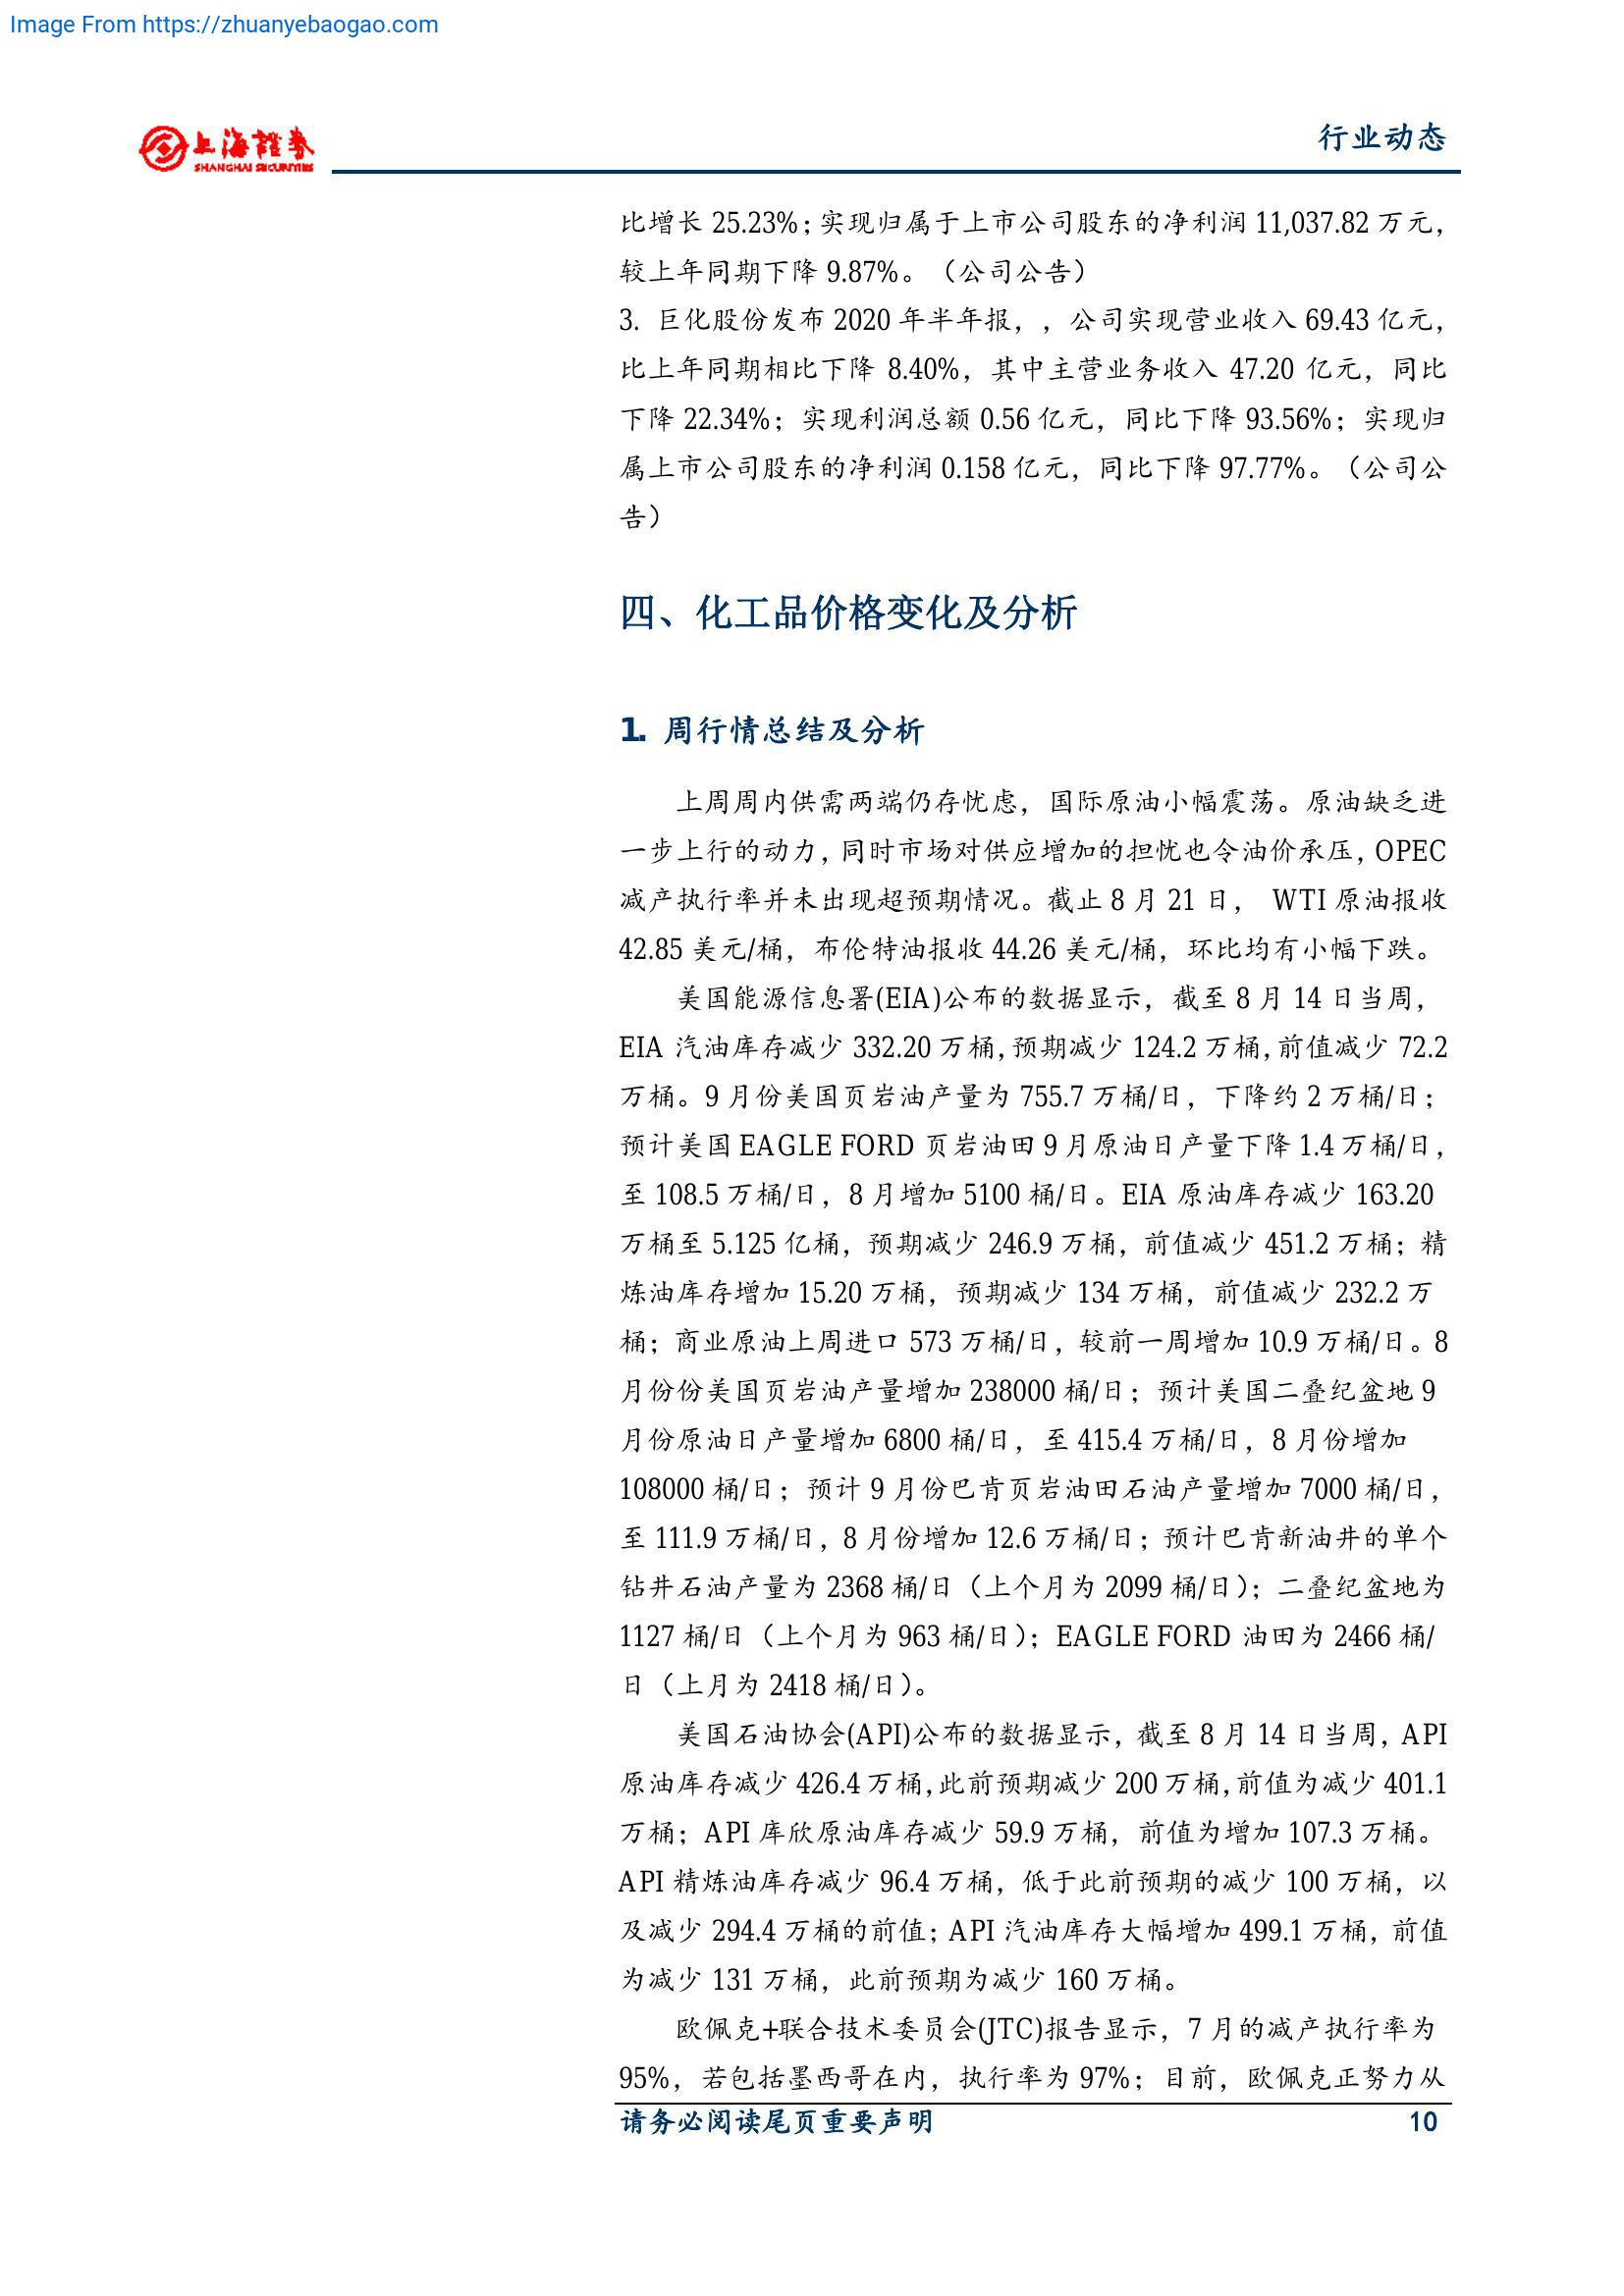 Image From https://zhuanyebaogao.com
上海證券
SHANGHAI SECURITIES
行业动态
比增长 25.23%；实现归属于上市公司股东的净利润 11,037.82 万元，
较上年同期下降 9.87%。（公司公告）
3. 巨化股份发布 2020 年半年报，，公司实现营业收入 69.43 亿元，
比上年同期相比下降 8.40%，其中主营业务收入 47.20 亿元，同比
下降 22.34%；实现利润总额 0.56 亿元，同比下降 93.56%；实现归
属上市公司股东的净利润 0.158 亿元，同比下降 97.77%。（公司公
告）
四、化工品价格变化及分析
1. 周行情总结及分析
上周周内供需两端仍存忧虑，国际原油小幅震荡。原油缺乏进
一步上行的动力，同时市场对供应增加的担忧也令油价承压，OPEC
减产执行率并未出现超预期情况。截止 8 月 21 日， WTI 原油报收
42.85 美元/桶，布伦特油报收 44.26 美元/桶，环比均有小幅下跌。
美国能源信息署(EIA)公布的数据显示，截至 8 月 14 日当周，
EIA 汽油库存减少 332.20 万桶，预期减少 124.2 万桶，前值减少 72.2
万桶。9 月份美国页岩油产量为 755.7 万桶/日，下降约 2 万桶/日；
预计美国 EAGLE FORD 页岩油田 9 月原油日产量下降 1.4 万桶/日，
至 108.5 万桶/日，8 月增加 5100 桶/日。EIA 原油库存减少 163.20
万桶至 5.125 亿桶，预期减少 246.9 万桶，前值减少 451.2 万桶；精
炼油库存增加 15.20 万桶，预期减少 134 万桶，前值减少 232.2 万
桶；商业原油上周进口 573 万桶/日，较前一周增加 10.9 万桶/日。8
月份份美国页岩油产量增加 238000 桶/日；预计美国二叠纪盆地 9
月份原油日产量增加 6800 桶/日，至 415.4 万桶/日，8 月份增加
108000 桶/日；预计 9 月份巴肯页岩油田石油产量增加 7000 桶/日，
至 111.9 万桶/日，8 月份增加 12.6 万桶/日；预计巴肯新油井的单个
钻井石油产量为 2368 桶/日（上个月为 2099 桶/日）；二叠纪盆地为
1127 桶/日（上个月为 963 桶/日）；EAGLE FORD 油田为 2466 桶/
日（上月为 2418 桶/日）。
美国石油协会(API)公布的数据显示，截至 8 月 14 日当周，API
原油库存减少 426.4 万桶，此前预期减少 200 万桶，前值为减少 401.1
万桶；API 库欣原油库存减少 59.9 万桶，前值为增加 107.3 万桶。
API 精炼油库存减少 96.4 万桶，低于此前预期的减少 100 万桶，以
及减少 294.4 万桶的前值；API 汽油库存大幅增加 499.1 万桶，前值
为减少 131 万桶，此前预期为减少 160 万桶。
欧佩克+联合技术委员会(JTC)报告显示，7 月的减产执行率为
95%，若包括墨西哥在内，执行率为 97%；目前，欧佩克正努力从
请务必阅读尾页重要声明
10